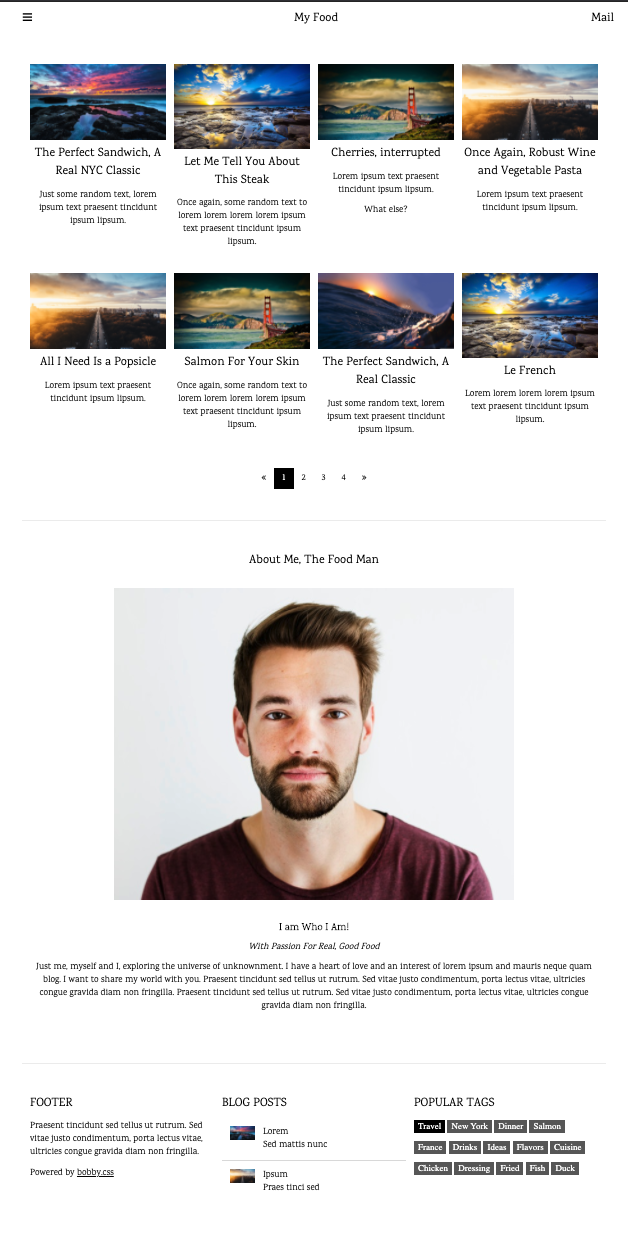 My Food
Mail
The Perfect Sandwich, A
Real NYC Classic
Just some random text, lorem
ipsum text praesent tincidunt
ipsum lipsum.
Let Me Tell You About
This Steak
Once again, some random text to
lorem lorem lorem lorem ipsum
text praesent tincidunt ipsum
lipsum.
Cherries, interrupted
Lorem ipsum text praesent
tincidunt ipsum lipsum.
What else?
Once Again, Robust Wine
and Vegetable Pasta
Lorem ipsum text praesent
tincidunt ipsum lipsum.
All I Need Is a Popsicle
Lorem ipsum text praesent
tincidunt ipsum lipsum.
Salmon For Your Skin
Once again, some random text to
lorem lorem lorem lorem ipsum
text praesent tincidunt ipsum
lipsum.
The Perfect Sandwich, A
Real Classic
Just some random text, lorem
ipsum text praesent tincidunt
ipsum lipsum.
Le French
Lorem lorem lorem lorem ipsum
text praesent tincidunt ipsum
lipsum.
« 1 2 3 4 »
About Me, The Food Man
I am Who I Am!
With Passion For Real, Good Food
Just me, myself and I, exploring the universe of unknownment. I have a heart of love and an interest of lorem ipsum and mauris neque quam
blog. I want to share my world with you. Praesent tincidunt sed tellus ut rutrum. Sed vitae justo condimentum, porta lectus vitae, ultricies
congue gravida diam non fringilla. Praesent tincidunt sed tellus ut rutrum. Sed vitae justo condimentum, porta lectus vitae, ultricies congue
gravida diam non fringilla.
FOOTER
Praesent tincidunt sed tellus ut rutrum. Sed
vitae justo condimentum, porta lectus vitae,
ultricies congue gravida diam non fringilla.
Powered by bobby.css
BLOG POSTS
Lorem
Sed mattis nunc
Ipsum
Praes tinci sed
POPULAR TAGS
Travel New York Dinner Salmon
France Drinks Ideas Flavors Cuisine
Chicken Dressing Fried Fish Duck